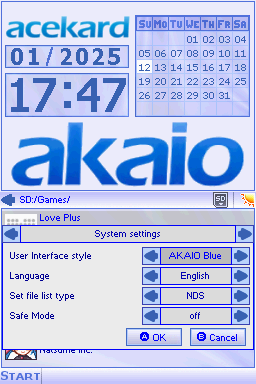 acekard
01/2025
17:47
Su Mo Tu We Th Fr Sa
01 02 03 04
05 06 07 08 09 10 11
12 13 14 15 16 17 18
19 20 21 22 23 24 25
26 27 28 29 30 31
akaio
SD:/Games/
SD
Love Plus
System settings
User Interface style AKAIO Blue
Language English
Set file list type NDS
Safe Mode off
A OK B Cancel
Natsume Inc.
START